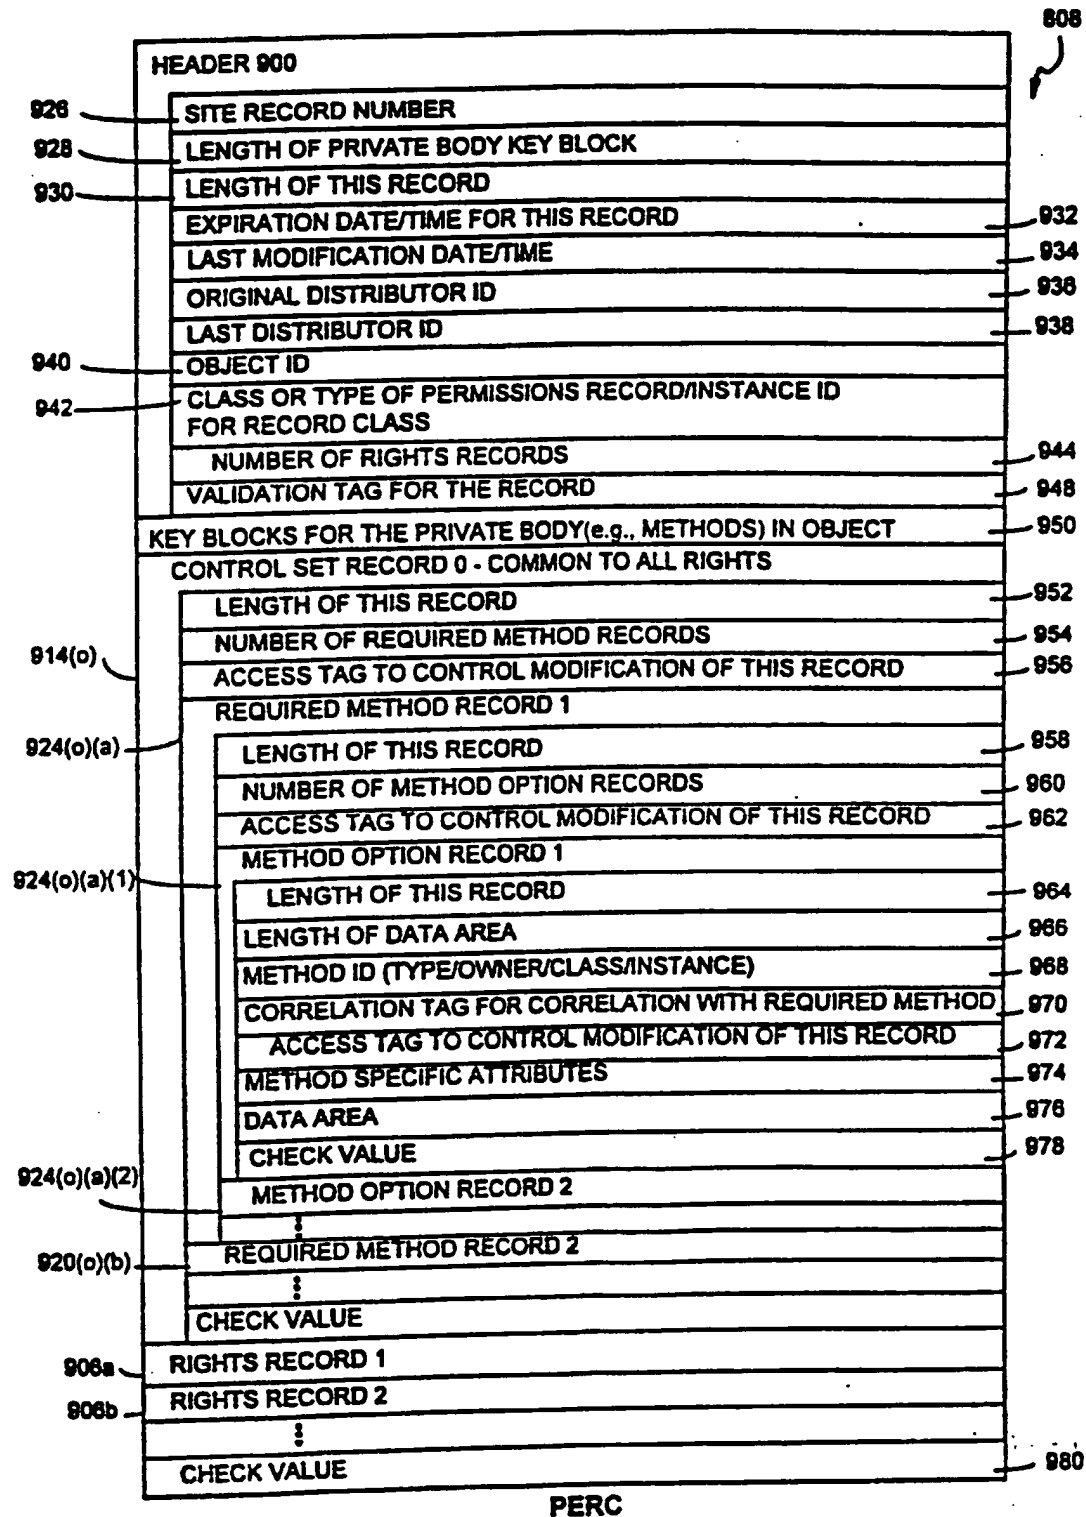 808
HEADER 900
926 SITE RECORD NUMBER
928 LENGTH OF PRIVATE BODY KEY BLOCK
930 LENGTH OF THIS RECORD
EXPIRATION DATE/TIME FOR THIS RECORD 932
LAST MODIFICATION DATE/TIME 934
ORIGINAL DISTRIBUTOR ID 936
LAST DISTRIBUTOR ID 938
940 OBJECT ID
942 CLASS OR TYPE OF PERMISSIONS RECORD/INSTANCE ID
FOR RECORD CLASS
NUMBER OF RIGHTS RECORDS 944
VALIDATION TAG FOR THE RECORD 948
KEY BLOCKS FOR THE PRIVATE BODY(e.g., METHODS) IN OBJECT 950
CONTROL SET RECORD 0 - COMMON TO ALL RIGHTS
LENGTH OF THIS RECORD 952
NUMBER OF REQUIRED METHOD RECORDS 954
914(o) ACCESS TAG TO CONTROL MODIFICATION OF THIS RECORD 956
REQUIRED METHOD RECORD 1
924(o)(a) LENGTH OF THIS RECORD 958
NUMBER OF METHOD OPTION RECORDS 960
ACCESS TAG TO CONTROL MODIFICATION OF THIS RECORD 962
METHOD OPTION RECORD 1
924(o)(a)(1) LENGTH OF THIS RECORD 964
LENGTH OF DATA AREA 966
METHOD ID (TYPE/OWNER/CLASS/INSTANCE) 968
CORRELATION TAG FOR CORRELATION WITH REQUIRED METHOD 970
ACCESS TAG TO CONTROL MODIFICATION OF THIS RECORD 972
METHOD SPECIFIC ATTRIBUTES 974
DATA AREA 976
CHECK VALUE 978
924(o)(a)(2) METHOD OPTION RECORD 2
920(o)(b) REQUIRED METHOD RECORD 2
CHECK VALUE
906a RIGHTS RECORD 1
906b RIGHTS RECORD 2
CHECK VALUE 980
PERC